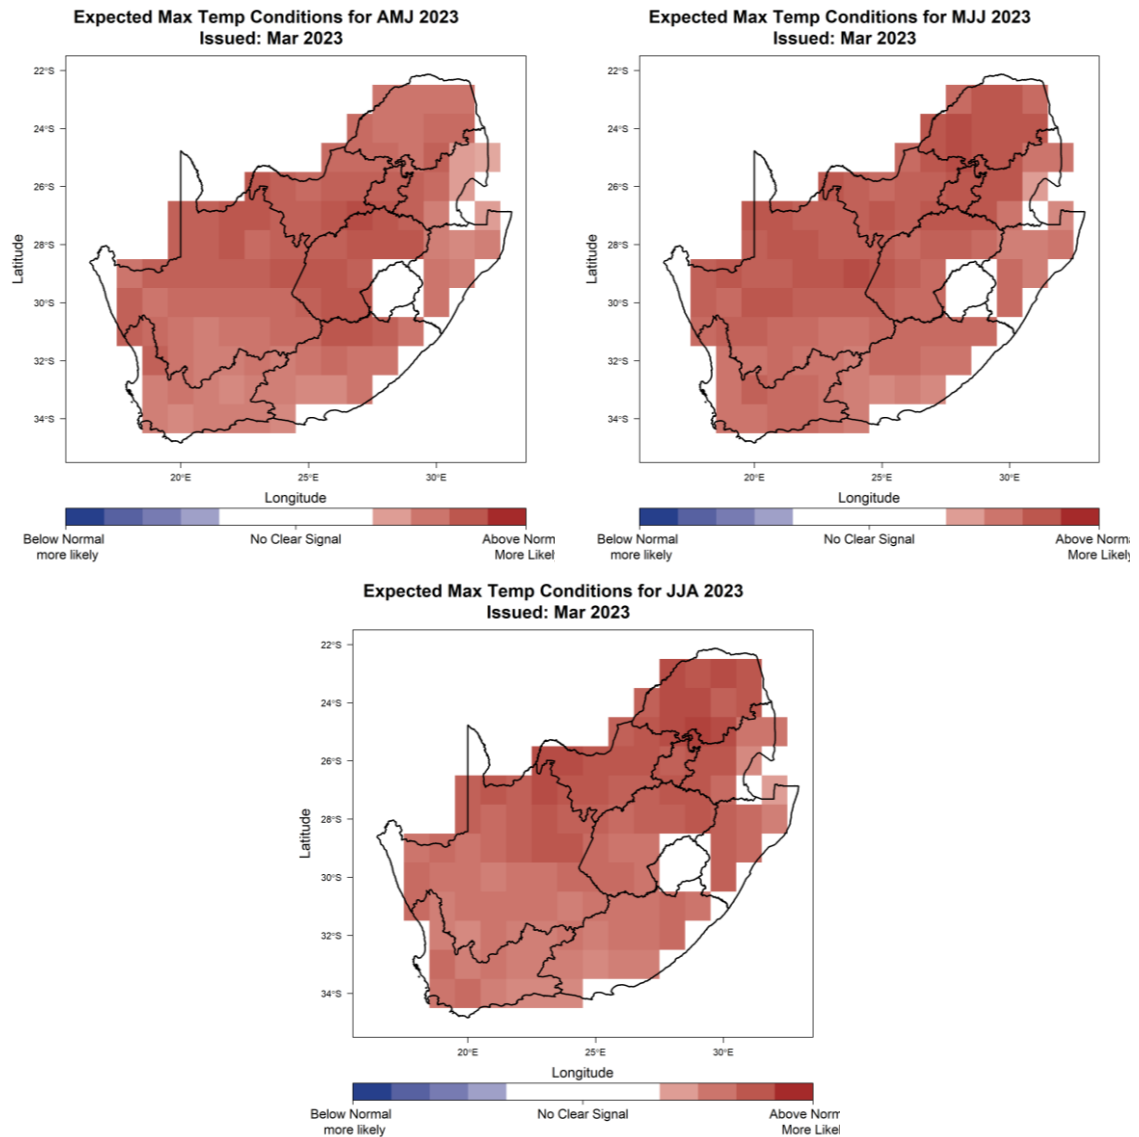 Expected Max Temp Conditions for AMJ 2023
Issued: Mar 2023
22°S
24°S
26°S
28°S
30°S
32°S
34°S
Latitude
20°E
25°E
30°E
Longitude
Below Normal
more likely
No Clear Signal
Above Norm
More Likel
Expected Max Temp Conditions for MJJ 2023
Issued: Mar 2023
22°S
24°S
26°S
28°S
30°S
32°S
34°S
Latitude
20°E
25°E
30°E
Longitude
Below Normal
more likely
No Clear Signal
Above Norma
More Likely
Expected Max Temp Conditions for JJA 2023
Issued: Mar 2023
22°S
24°S
26°S
28°S
30°S
32°S
34°S
Latitude
20°E
25°E
30°E
Longitude
Below Normal
more likely
No Clear Signal
Above Norm
More Likel